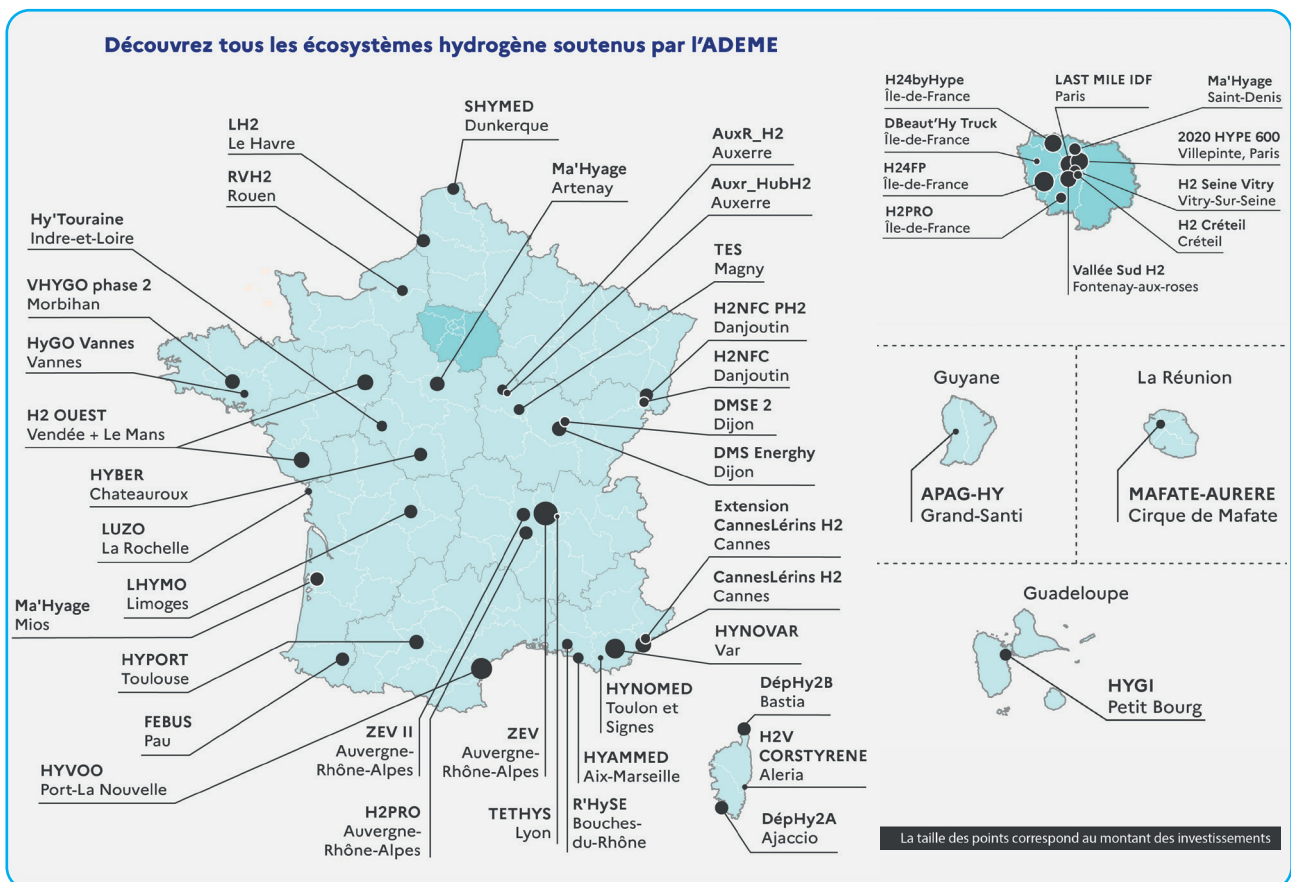 Découvrez tous les écosystèmes hydrogène soutenus par l'ADEME
SHYMED
Dunkerque
LH2
Le Havre
RVH2
Rouen
Ma'Hyage
Artenay
AuxR_H2
Auxerre
Auxr_HubH2
Auxerre
TES
Magny
H2NFC PH2
Danjoutin
H2NFC
Danjoutin
DMSE 2
Dijon
DMS Energhy
Dijon
Extension
CannesLérins H2
Cannes
CannesLérins H2
Cannes
HYNOVAR
Var
Hy'Touraine
Indre-et-Loire
VHYGO phase 2
Morbihan
HyGO Vannes
Vannes
H2 OUEST
Vendée + Le Mans
HYBER
Chateauroux
LUZO
La Rochelle
LHYMO
Limoges
Ma'Hyage
Mios
HYPORT
Toulouse
FEBUS
Pau
HYVOO
Port-La Nouvelle
ZEV II
Auvergne-
Rhône-Alpes
H2PRO
Auvergne-
Rhône-Alpes
ZEV
Auvergne-
Rhône-Alpes
TETHYS
Lyon
R'HySE
Bouches-
du-Rhône
HYAMMED
Aix-Marseille
HYNOMED
Toulon et
Signes
DépHy2B
Bastia
H2V
CORSTYRENE
Aleria
DépHy2A
Ajaccio
H24byHype
Île-de-France
DBeaut'Hy Truck
Île-de-France
H24FP
Île-de-France
H2PRO
Île-de-France
LAST MILE IDF
Paris
Ma'Hyage
Saint-Denis
2020 HYPE 600
Villepinte, Paris
H2 Seine Vitry
Vitry-Sur-Seine
H2 Créteil
Créteil
Vallée Sud H2
Fontenay-aux-roses
Guyane
APAG-HY
Grand-Santi
La Réunion
MAFATE-AURERE
Cirque de Mafate
Guadeloupe
HYGI
Petit Bourg
La taille des points correspond au montant des investissements